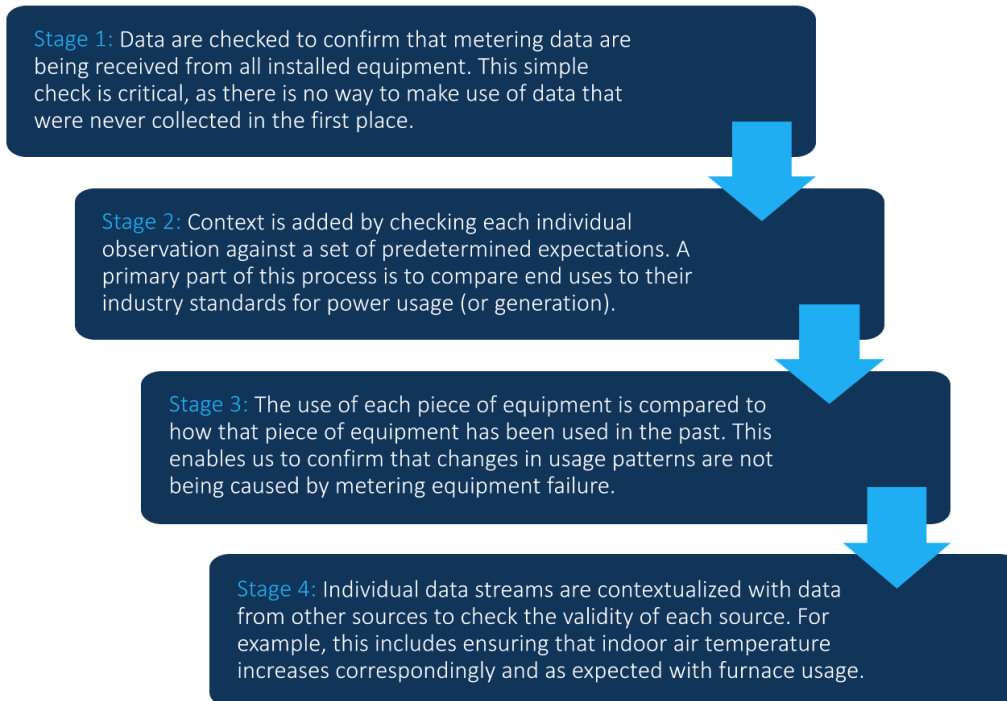 Stage 1: Data are checked to confirm that metering data are
being received from all installed equipment. This simple
check is critical, as there is no way to make use of data that
were never collected in the first place.
Stage 2: Context is added by checking each individual
observation against a set of predetermined expectations. A
primary part of this process is to compare end uses to their
industry standards for power usage (or generation).
Stage 3: The use of each piece of equipment is compared to
how that piece of equipment has been used in the past. This
enables us to confirm that changes in usage patterns are not
being caused by metering equipment failure.
Stage 4: Individual data streams are contextualized with data
from other sources to check the validity of each source. For
example, this includes ensuring that indoor air temperature
increases correspondingly and as expected with furnace usage.